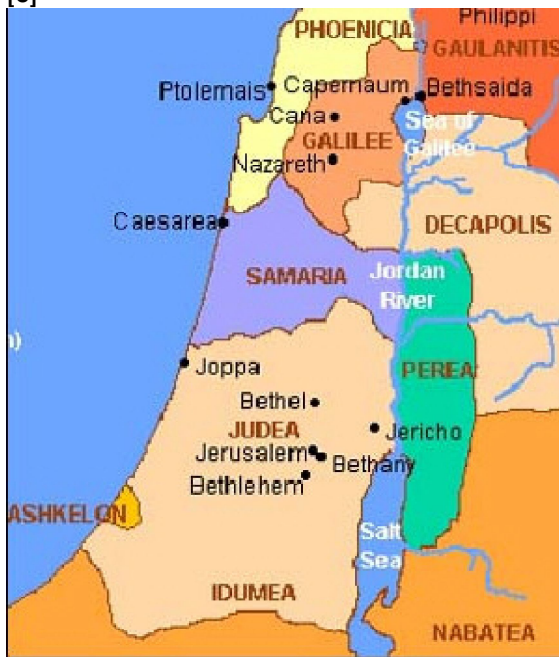 [3]
PHOENICIA
Philippi
GAULANITIS
Ptolemais
Capernaum
Bethsaida
Cana
Sea of
Galilee
GALILEE
Nazareth
Caesarea
DECAPOLIS
SAMARIA
Jordan
River
)
Joppa
PEREA
Bethel
JUDEA
Jericho
Jerusalem
Bethany
Bethlehem
ASHKELON
Salt
Sea
IDUMEA
NABATEA